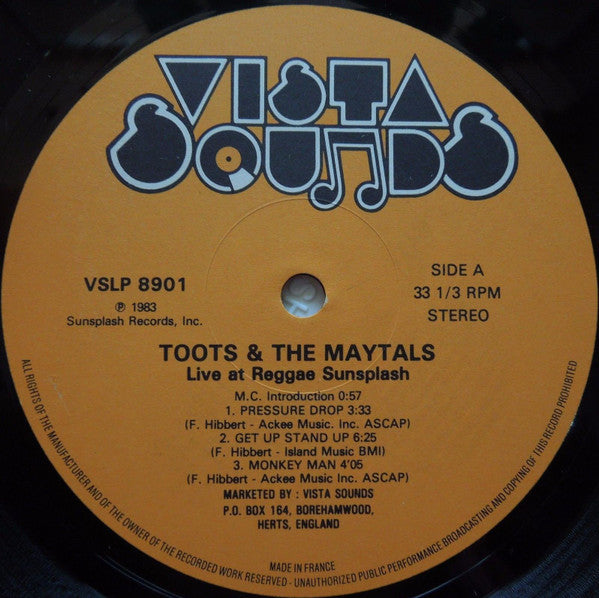 VISTA
SOUNDS
VSLP 8901
℗ 1983
Sunsplash Records, Inc.
SIDE A
33 1/3 RPM
STEREO
TOOTS & THE MAYTALS
Live at Reggae Sunsplash
M.C. Introduction 0:57
1. PRESSURE DROP 3:33
(F. Hibbert - Ackee Music. Inc. ASCAP)
2. GET UP STAND UP 6:25
(F. Hibbert - Island Music BMI)
3. MONKEY MAN 4'05
(F. Hibbert - Ackee Music Inc. ASCAP)
MARKETED BY : VISTA SOUNDS
P.O. BOX 164, BOREHAMWOOD,
HERTS, ENGLAND
MADE IN FRANCE
ALL RIGHTS OF THE MANUFACTURER AND OF THE OWNER OF THE RECORDED WORK RESERVED - UNAUTHORIZED PUBLIC PERFORMANCE BROADCASTING AND COPYING OF THIS RECORD PROHIBITED